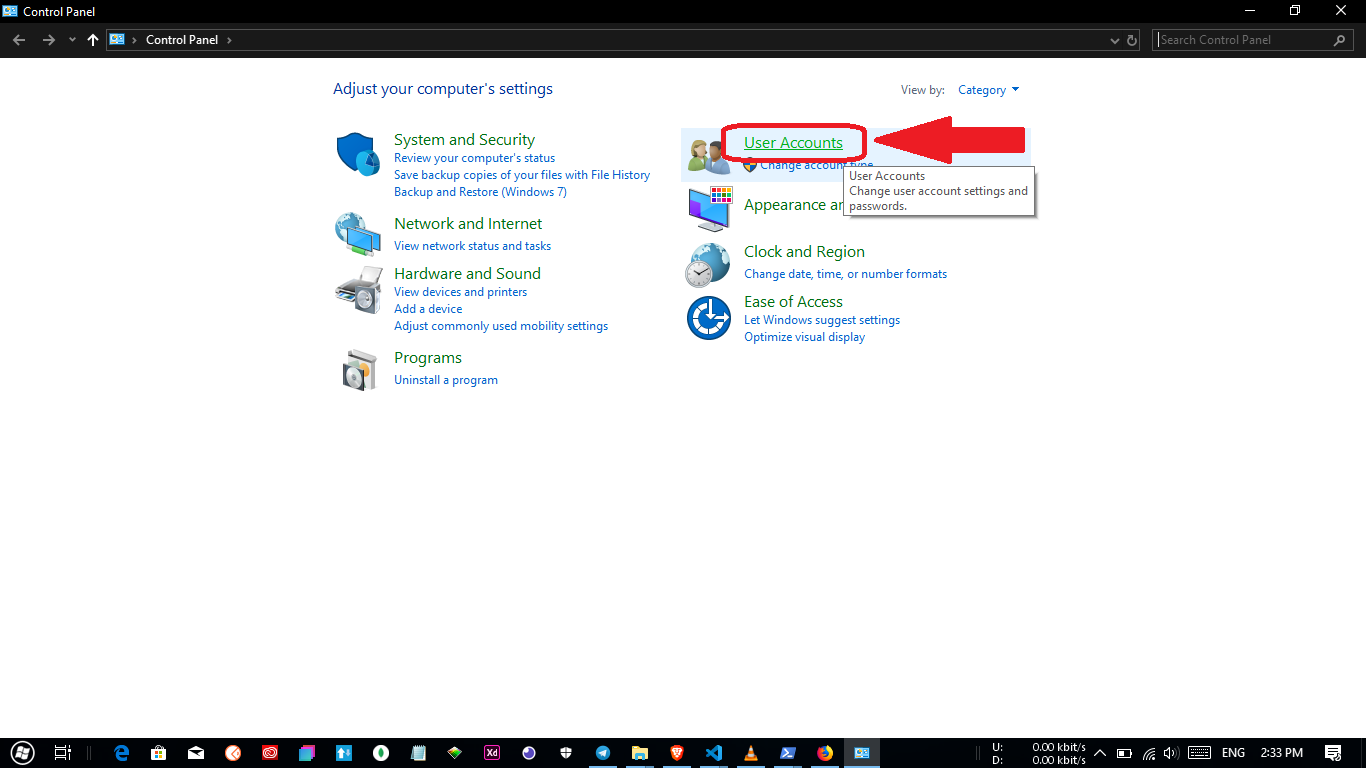 Control Panel
Control Panel
Search Control Panel
Adjust your computer's settings
View by:
Category
System and Security
Review your computer's status
Save backup copies of your files with File History
Backup and Restore (Windows 7)
Network and Internet
View network status and tasks
Hardware and Sound
View devices and printers
Add a device
Adjust commonly used mobility settings
Programs
Uninstall a program
User Accounts
Change account type
User Accounts
Change user account settings and
passwords.
Appearance
Clock and Region
Change date, time, or number formats
Ease of Access
Let Windows suggest settings
Optimize visual display
Xd
U: 0.00 kbit/s
D: 0.00 kbit/s
ENG
2:33 PM